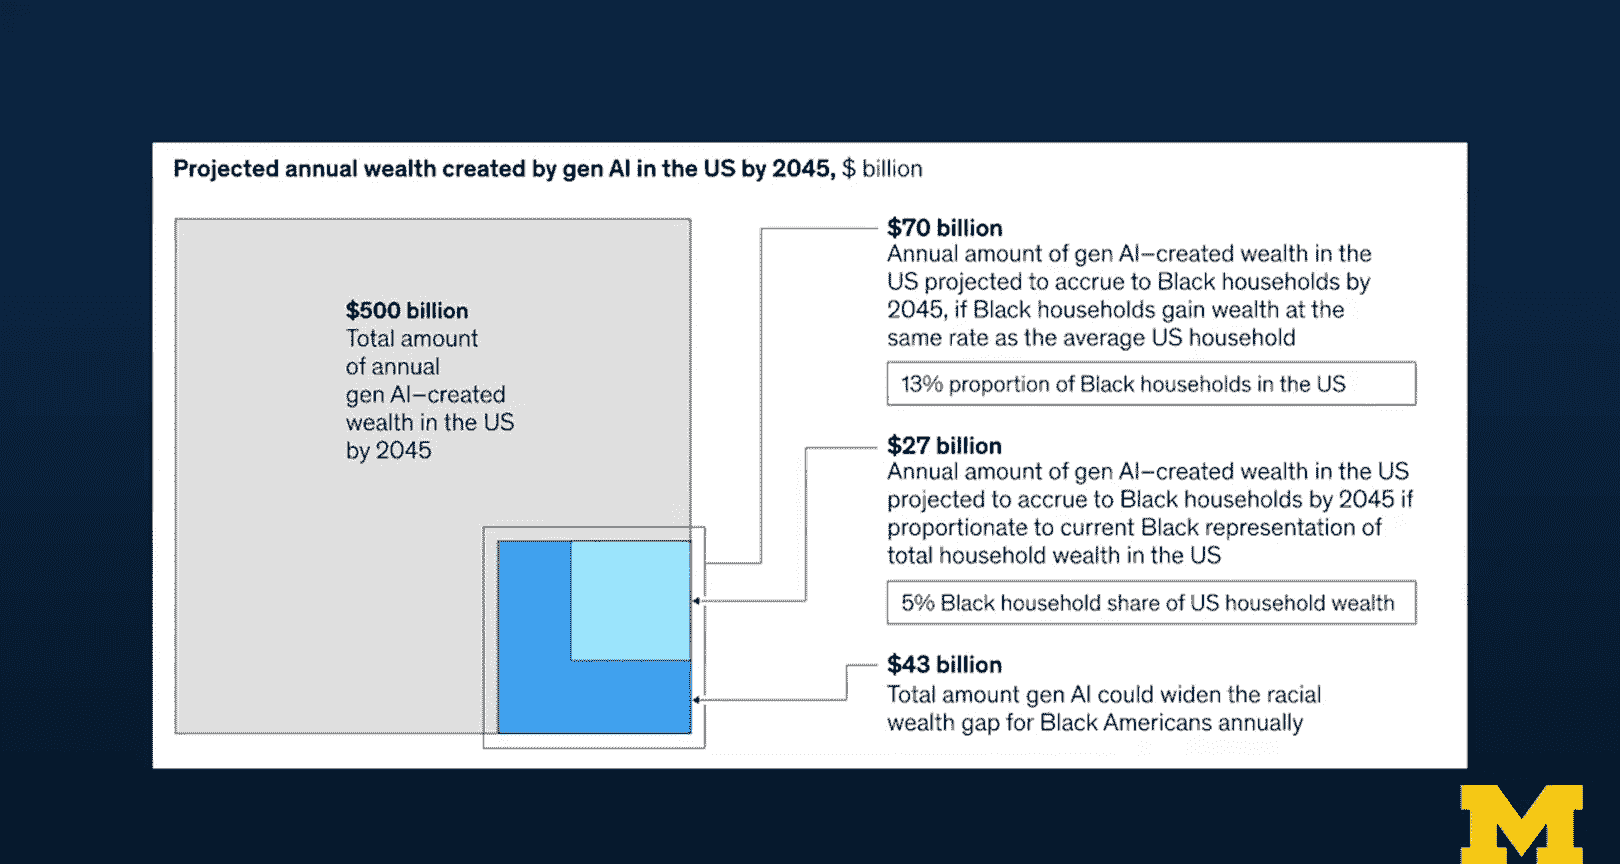 Projected annual wealth created by gen AI in the US by 2045, $ billion
$500 billion
Total amount
of annual
gen AI–created
wealth in the US
by 2045
$70 billion
Annual amount of gen AI–created wealth in the
US projected to accrue to Black households by
2045, if Black households gain wealth at the
same rate as the average US household
13% proportion of Black households in the US
$27 billion
Annual amount of gen AI–created wealth in the US
projected to accrue to Black households by 2045 if
proportionate to current Black representation of
total household wealth in the US
5% Black household share of US household wealth
$43 billion
Total amount gen AI could widen the racial
wealth gap for Black Americans annually
M